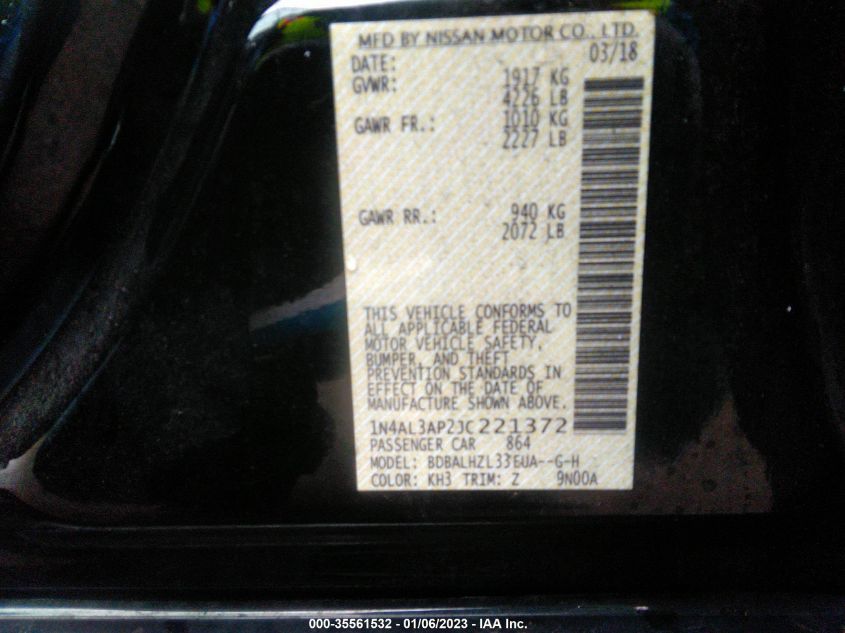 MFD BY NISSAN MOTOR CO., LTD.
DATE: 03/18
GVWR: 1917 KG
4226 LB
GAWR FR.: 1010 KG
2227 LB
GAWR RR.: 940 KG
2072 LB
THIS VEHICLE CONFORMS TO
ALL APPLICABLE FEDERAL
MOTOR VEHICLE SAFETY,
BUMPER, AND THEFT
PREVENTION STANDARDS IN
EFFECT ON THE DATE OF
MANUFACTURE SHOWN ABOVE.
1N4AL3AP2JC221372
PASSENGER CAR 864
MODEL: BDBALHZL33EUA--G-H
COLOR: KH3 TRIM: Z 9N00A
000-35561532 - 01/06/2023 - IAA Inc.